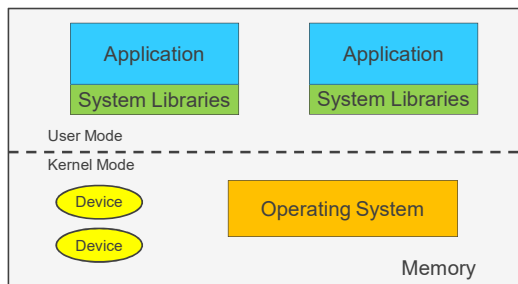 Application
Application
System Libraries
System Libraries
User Mode
Kernel Mode
Device
Operating System
Device
Memory